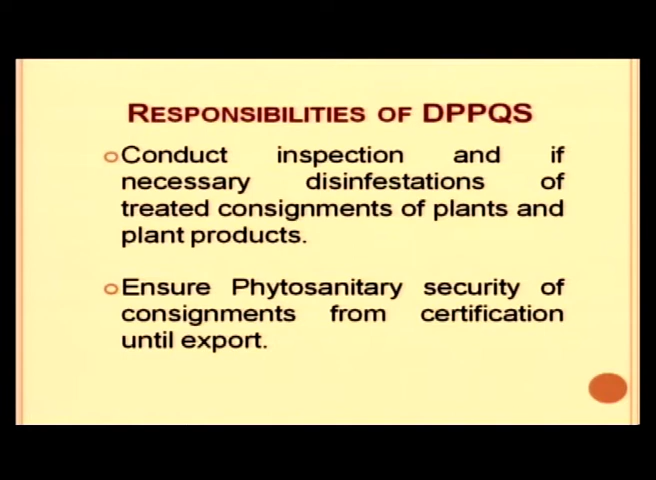 RESPONSIBILITIES OF DPPQS
Conduct inspection and if
necessary disinfestations of
treated consignments of plants and
plant products.
Ensure Phytosanitary security of
consignments from certification
until export.